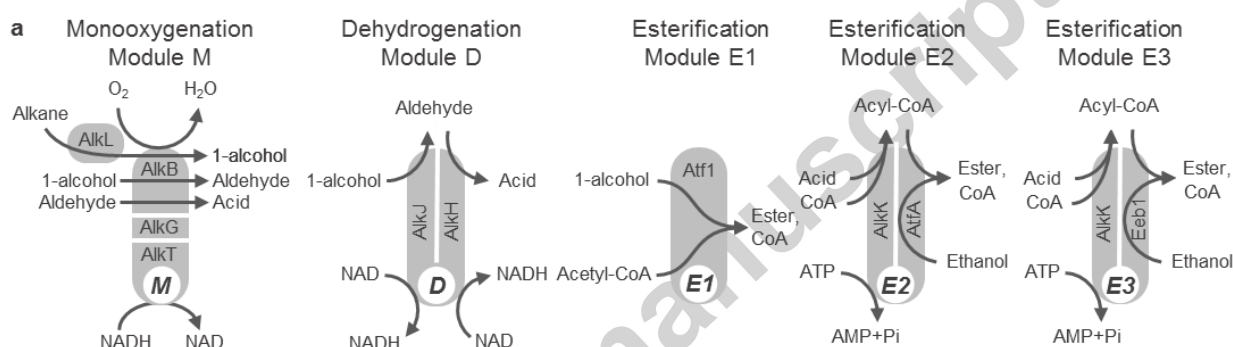 a
Monooxygenation
Module M
O2
H2O
Alkane
AlkL
1-alcohol
AlkB
1-alcohol
Aldehyde
Aldehyde
Acid
AlkG
AlkT
M
NADH
NAD
Dehydrogenation
Module D
Aldehyde
1-alcohol
Acid
AlkJ
AlkH
NAD
NADH
D
NADH
NAD
Esterification
Module E1
Atf1
1-alcohol
Ester,
CoA
Acetyl-CoA
E1
Esterification
Module E2
Acyl-CoA
Acid
CoA
AlkK
AtfA
Ester,
CoA
ATP
Ethanol
E2
AMP+Pi
Esterification
Module E3
Acyl-CoA
Acid
CoA
AlkK
Eeb1
Ester,
CoA
ATP
Ethanol
E3
AMP+Pi
manuscript